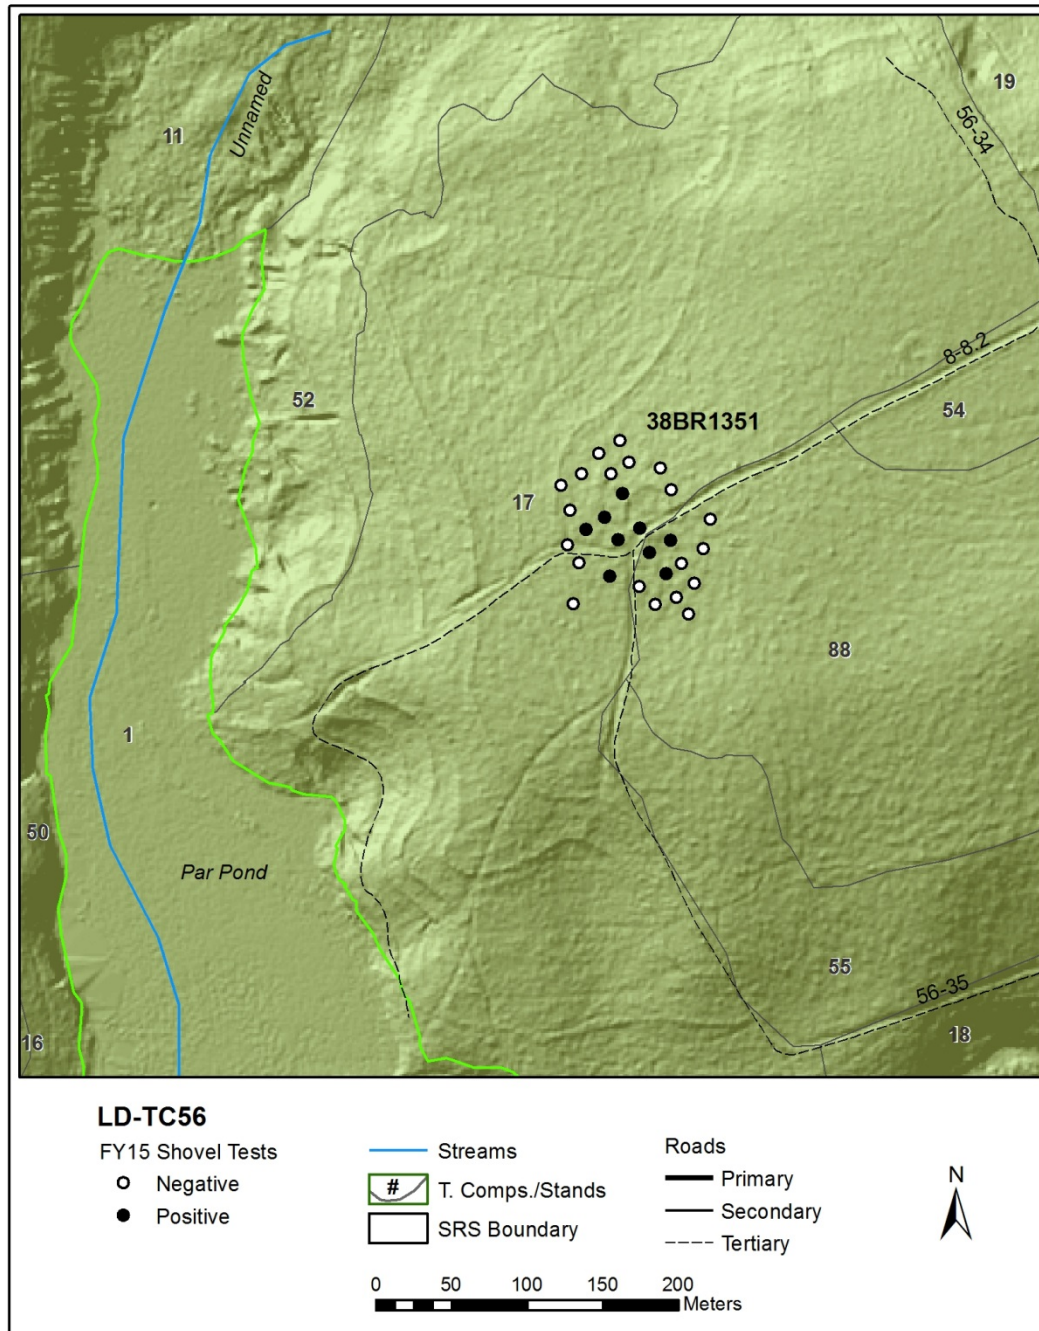 19
11
Unnamed
56-34
8-8.2
52
54
38BR1351
17
88
1
50
Par Pond
55
56-35
16
18
LD-TC56
FY15 Shovel Tests
Negative
Positive
Streams
#
T. Comps./Stands
SRS Boundary
Roads
Primary
Secondary
Tertiary
N
0 50 100 150 200
Meters